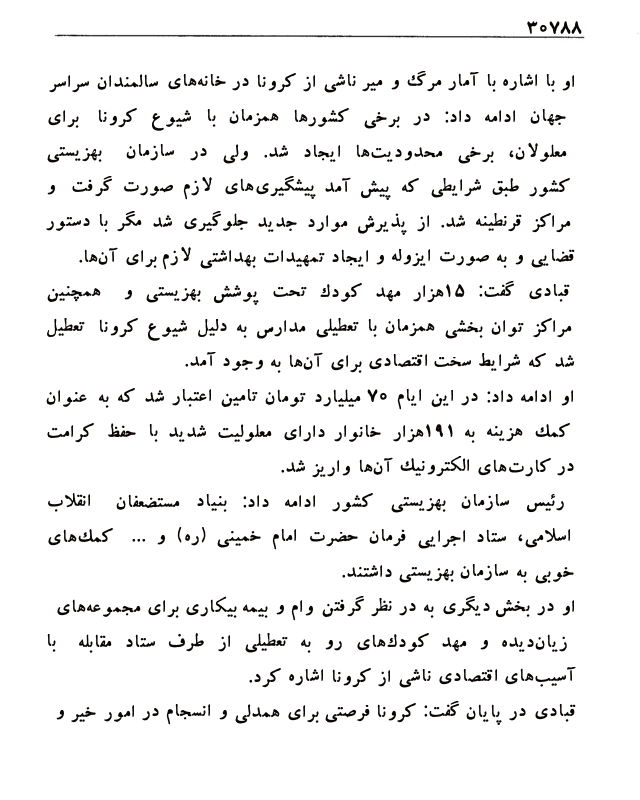 ۳۰۷۸۸
او با اشاره با آمار مرگ و میر ناشی از کرونا در خانه‌های سالمندان سراسر
جهان ادامه داد: در برخی کشورها همزمان با شیوع کرونا برای
معلولان، برخی محدودیت‌ها ایجاد شد. ولی در سازمان بهزیستی
کشور طبق شرایطی که پیش آمد پیشگیری‌های لازم صورت گرفت و
مراکز قرنطینه شد. از پذیرش موارد جدید جلوگیری شد مگر با دستور
قضایی و به صورت ایزوله و ایجاد تمهیدات بهداشتی لازم برای آن‌ها.
قبادی گفت: ۱۵هزار مهد کودك تحت پوشش بهزیستی و همچنین
مراکز توان بخشی همزمان با تعطیلی مدارس به دلیل شیوع کرونا تعطیل
شد که شرایط سخت اقتصادی برای آن‌ها به وجود آمد.
او ادامه داد: در این ایام ۷۰ میلیارد تومان تامین اعتبار شد که به عنوان
کمك هزینه به ۱۹۱هزار خانوار دارای معلولیت شدید با حفظ کرامت
در کارت‌های الکترونیك آن‌ها واریز شد.
رئیس سازمان بهزیستی کشور ادامه داد: بنیاد مستضعفان انقلاب
اسلامی، ستاد اجرایی فرمان حضرت امام خمینی (ره) و ... کمك‌های
خوبی به سازمان بهزیستی داشتند.
او در بخش دیگری به در نظر گرفتن وام و بیمه بیکاری برای مجموعه‌های
زیان‌دیده و مهد کودك‌های رو به تعطیلی از طرف ستاد مقابله با
آسیب‌های اقتصادی ناشی از کرونا اشاره کرد.
قبادی در پایان گفت: کرونا فرصتی برای همدلی و انسجام در امور خیر و